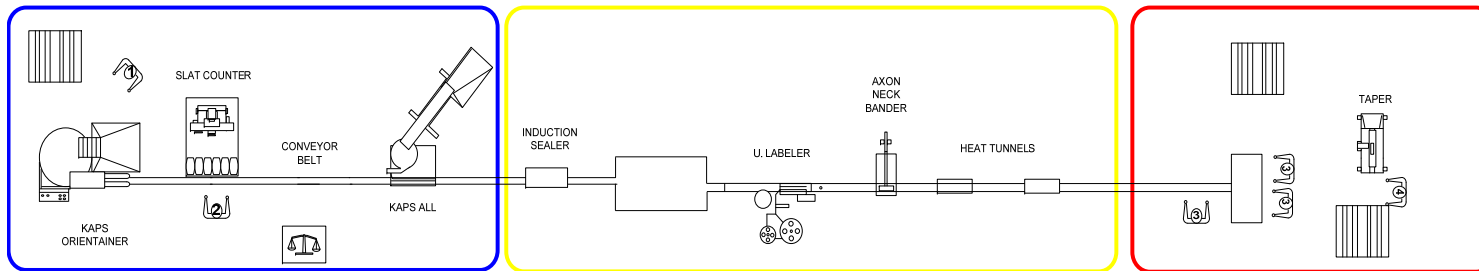 1
SLAT COUNTER
KAPS
ORIENTAINER
2
CONVEYOR
BELT
KAPS ALL
INDUCTION
SEALER
U. LABELER
AXON
NECK
BANDER
HEAT TUNNELS
3
3
3
TAPER
4